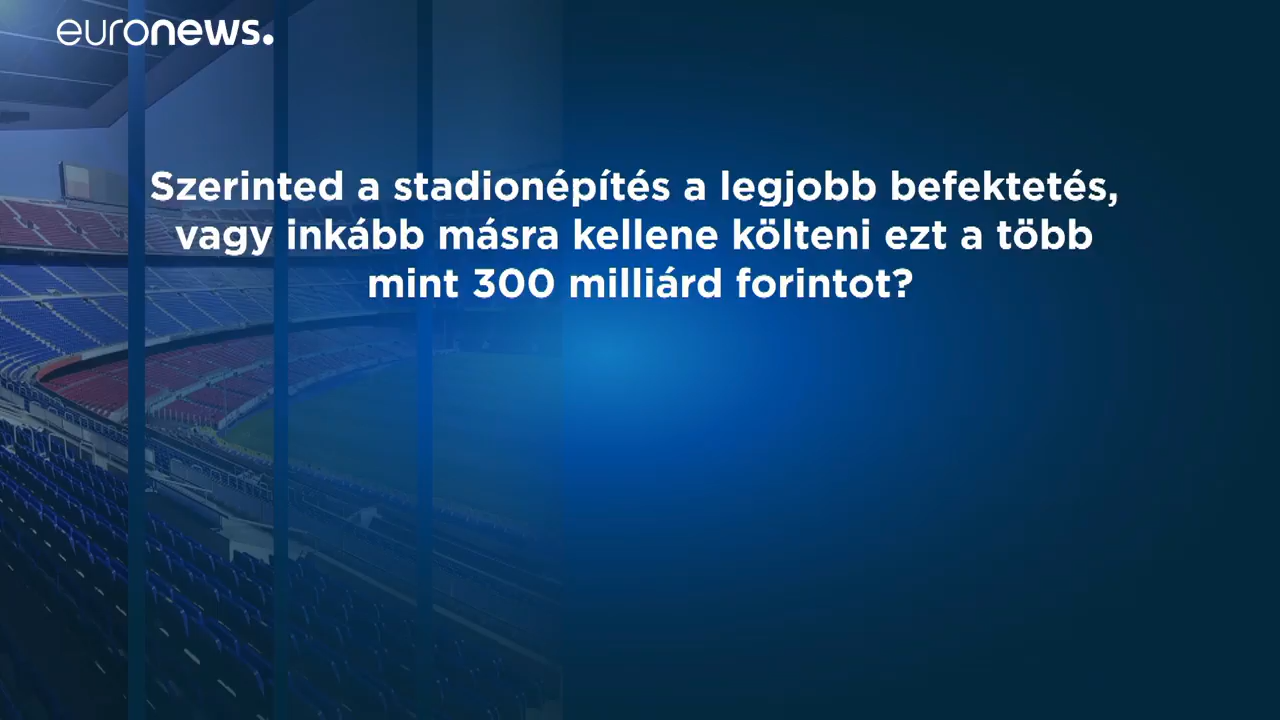 euronews.
Szerinted a stadionépítés a legjobb befektetés,
vagy inkább másra kellene költeni ezt a több
mint 300 milliárd forintot?